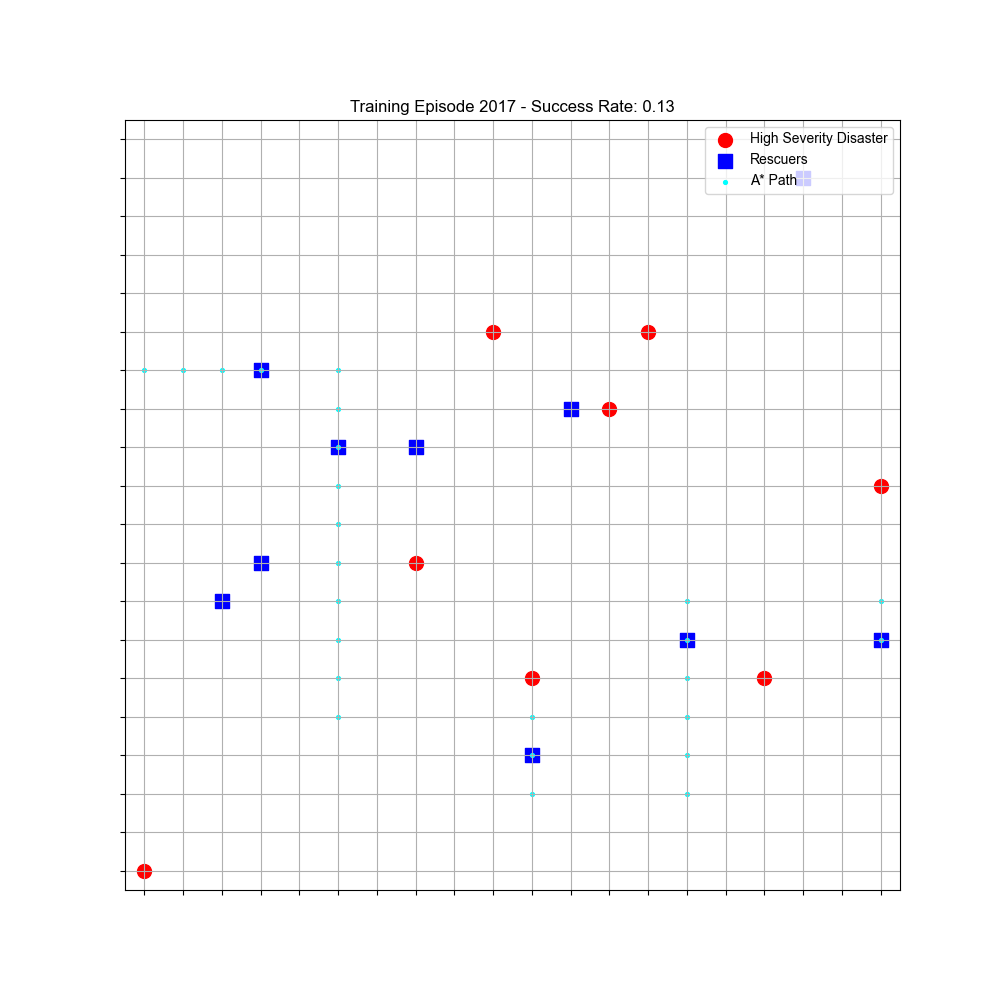 Training Episode 2017 - Success Rate: 0.13
High Severity Disaster
Rescuers
A* Path